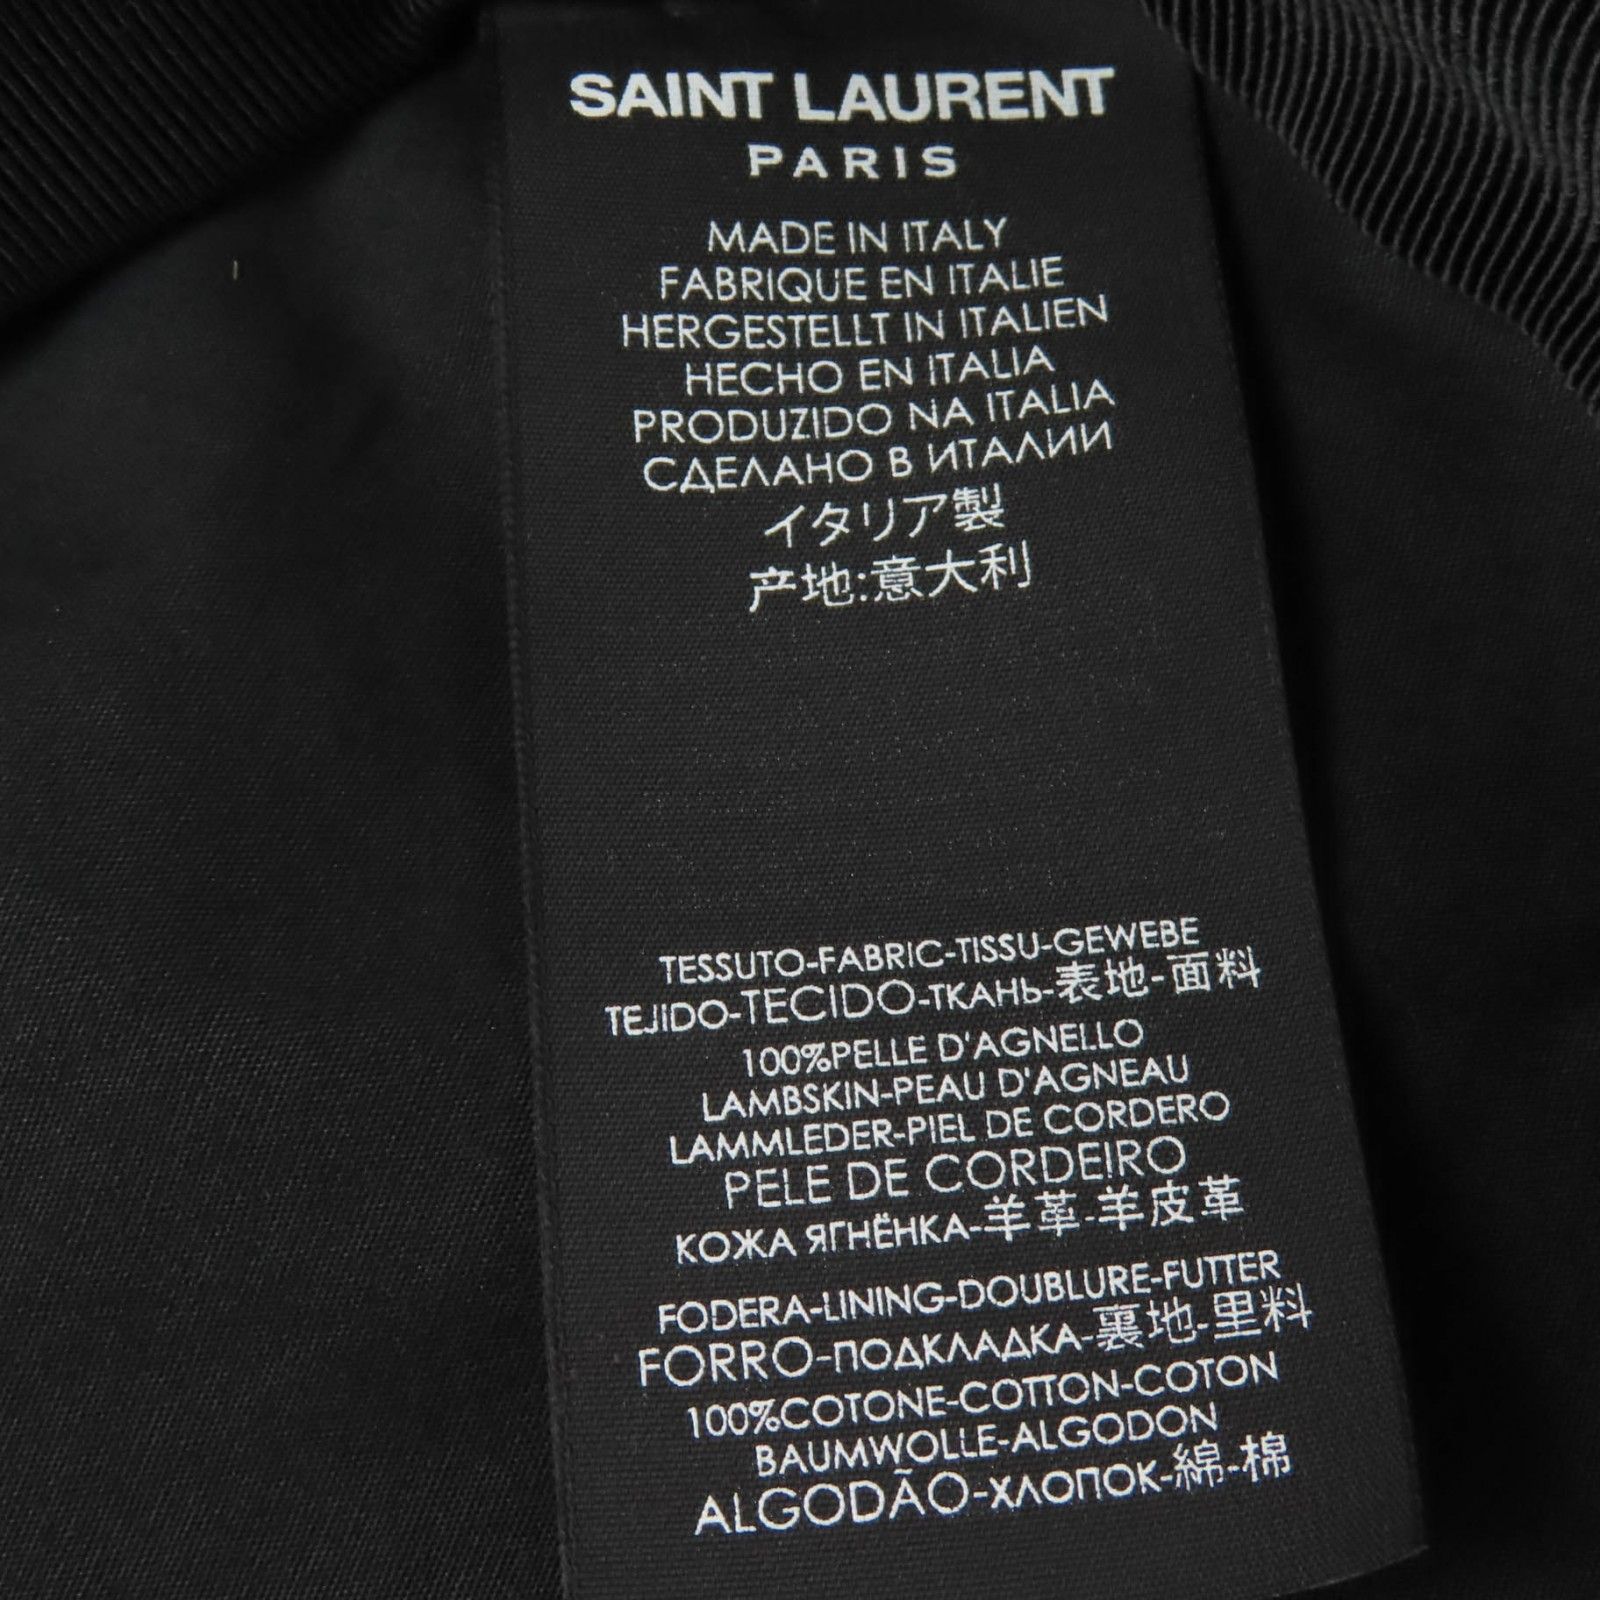 SAINT LAURENT
PARIS
MADE IN ITALY
FABRIQUE EN ITALIE
HERGESTELLT IN ITALIEN
HECHO EN ITALIA
PRODUZIDO NA ITALIA
СДЕЛАНО В ИТАЛИИ
イタリア製
产地:意大利
TESSUTO-FABRIC-TISSU-GEWEBE
TEJIDO-TECIDO-ТКАНЬ-表地-面料
100%PELLE D'AGNELLO
LAMBSKIN-PEAU D'AGNEAU
LAMMLEDER-PIEL DE CORDERO
PELE DE CORDEIRO
КОЖА ЯГНЁНКА-羊革-羊皮革
FODERA-LINING-DOUBLURE-FUTTER
FORRO-ПОДКЛАДКА-裏地-里料
100%COTONE-COTTON-COTON
BAUMWOLLE-ALGODON
ALGODÃO-ХЛОПОК-綿-棉